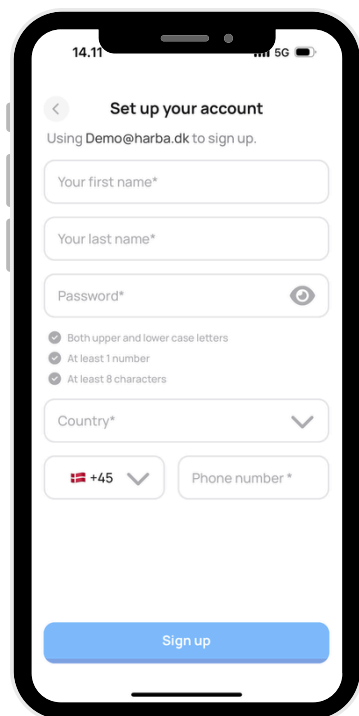 14.11 5G
Set up your account
Using Demo@harba.dk to sign up.
Your first name*
Your last name*
Password*
Both upper and lower case letters
At least 1 number
At least 8 characters
Country*
+45 Phone number *
Sign up